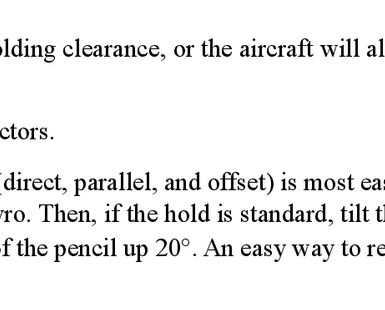 olding clearance, or the aircraft will al
ctors.
(direct, parallel, and offset) is most eas
yro. Then, if the hold is standard, tilt t
f the pencil up 20°. An easy way to re